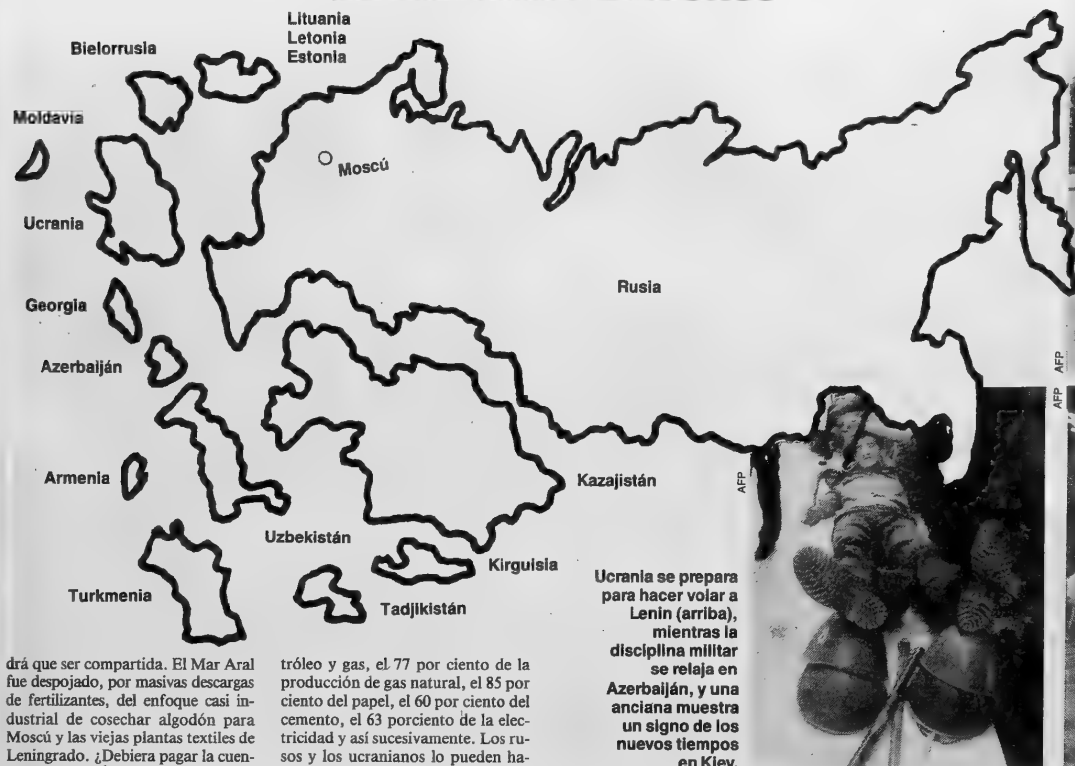 Lituania
Letonia
Estonia
Bielorrusia
Moldavia
Moscú
Ucrania
Rusia
Georgia
Azerbaiján
Armenia
Kazajistán
Uzbekistán
Kirguisia
Turkmenia
Tadjikistán
AFP
AFP
AFP
Ucrania se prepara
para hacer volar a
Lenin (arriba),
mientras la
disciplina militar
se relaja en
Azerbaiján, y una
anciana muestra
un signo de los
nuevos tiempos
en Kiev.
drá que ser compartida. El Mar Aral
fue despojado, por masivas descargas
de fertilizantes, del enfoque casi in-
dustrial de cosechar algodón para
Moscú y las viejas plantas textiles de
Leningrado. ¿Debiera pagar la cuen-
tróleo y gas, el 77 por ciento de la
producción de gas natural, el 85 por
ciento del papel, el 60 por ciento del
cemento, el 63 porciento de la elec-
tricidad y así sucesivamente. Los ru-
sos y los ucranianos lo pueden ha-